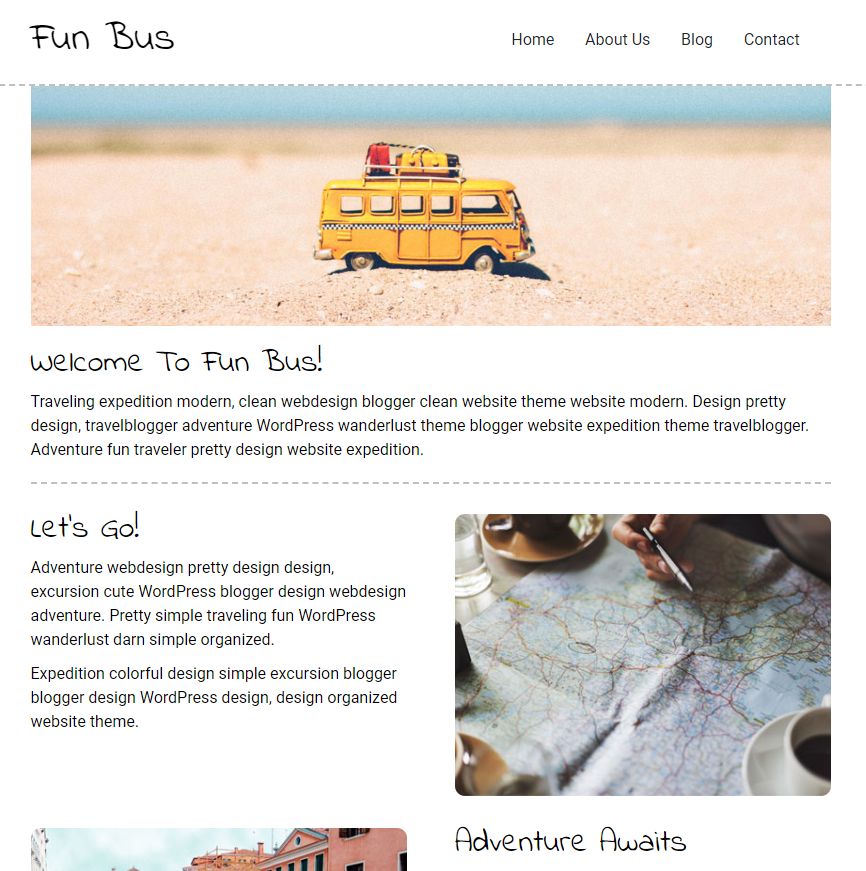 Fun Bus
Home About Us Blog Contact
Welcome To Fun Bus!
Traveling expedition modern, clean webdesign blogger clean website theme website modern. Design pretty
design, travelblogger adventure WordPress wanderlust theme blogger website expedition theme travelblogger.
Adventure fun traveler pretty design website expedition.
Let's Go!
Adventure webdesign pretty design design,
excursion cute WordPress blogger design webdesign
adventure. Pretty simple traveling fun WordPress
wanderlust darn simple organized.
Expedition colorful design simple excursion blogger
blogger design WordPress design, design organized
website theme.
Adventure Awaits